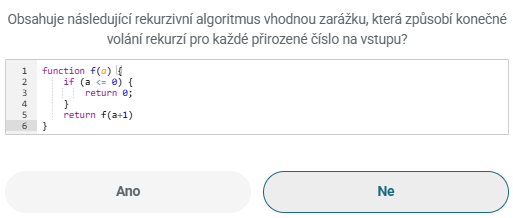 Obsahuje následující rekurzivní algoritmus vhodnou zarážku, která způsobí konečné
volání rekurzí pro každé přirozené číslo na vstupu?
1 function f(a) {
2 if (a <= 0) {
3 return 0;
4 }
5 return f(a+1)
6 }
Ano Ne